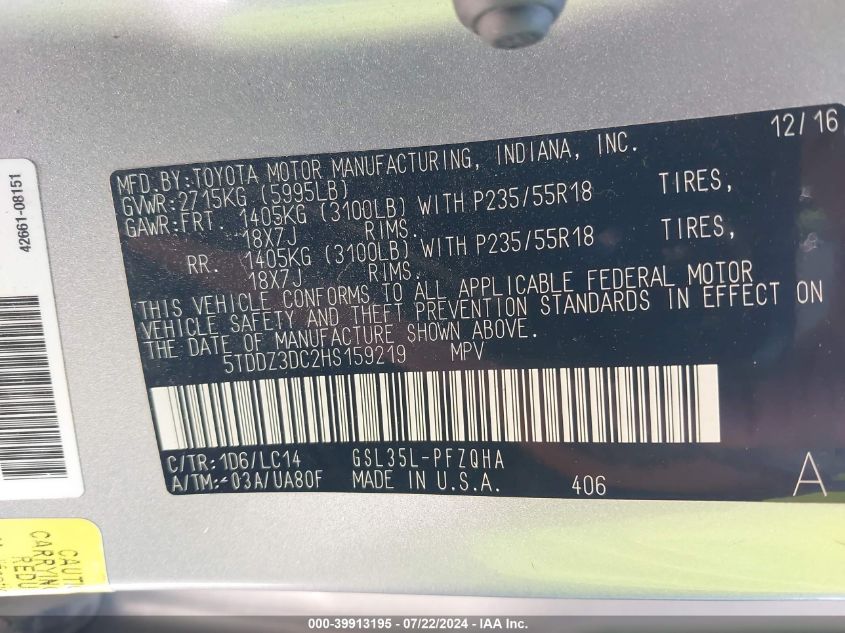 12/16
MFD.BY:TOYOTA MOTOR MANUFACTURING, INDIANA, INC.
GVWR:2715KG (5995LB)
GAWR:FRT. 1405KG (3100LB) WITH P235/55R18 TIRES,
18X7J RIMS.
RR. 1405KG (3100LB) WITH P235/55R18 TIRES,
18X7J RIMS.
THIS VEHICLE CONFORMS TO ALL APPLICABLE FEDERAL MOTOR
VEHICLE SAFETY AND THEFT PREVENTION STANDARDS IN EFFECT ON
THE DATE OF MANUFACTURE SHOWN ABOVE.
5TDDZ3DC2HS159219 MPV
C/TR:1D6/LC14 GSL35L-PFZQHA
A/TM:-03A/UA80F MADE IN U.S.A. 406 A
42661-08151
CARRYIN
REDU
000-39913195 - 07/22/2024 - IAA Inc.